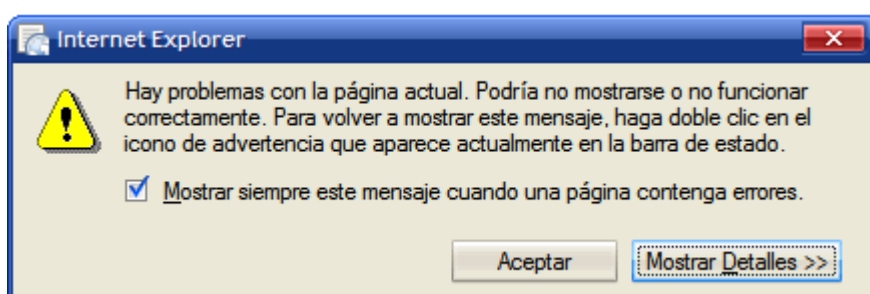 Internet Explorer
Hay problemas con la página actual. Podría no mostrarse o no funcionar
correctamente. Para volver a mostrar este mensaje, haga doble clic en el
icono de advertencia que aparece actualmente en la barra de estado.
Mostrar siempre este mensaje cuando una página contenga errores.
Aceptar Mostrar Detalles >>